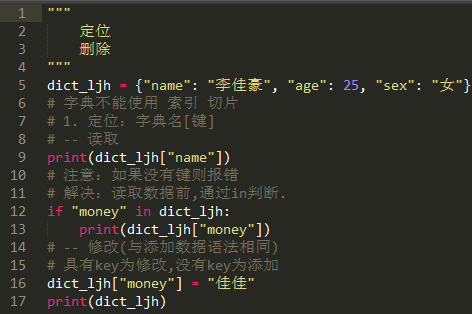 1 """
2     定位
3     删除
4 """
5 dict_ljh = {"name": "李佳豪", "age": 25, "sex": "女"}
6 # 字典不能使用 索引 切片
7 # 1. 定位：字典名[键]
8 # -- 读取
9 print(dict_ljh["name"])
10 # 注意：如果没有键则报错
11 # 解决：读取数据前,通过in判断.
12 if "money" in dict_ljh:
13     print(dict_ljh["money"])
14 # -- 修改(与添加数据语法相同)
15 # 具有key为修改,没有key为添加
16 dict_ljh["money"] = "佳佳"
17 print(dict_ljh)